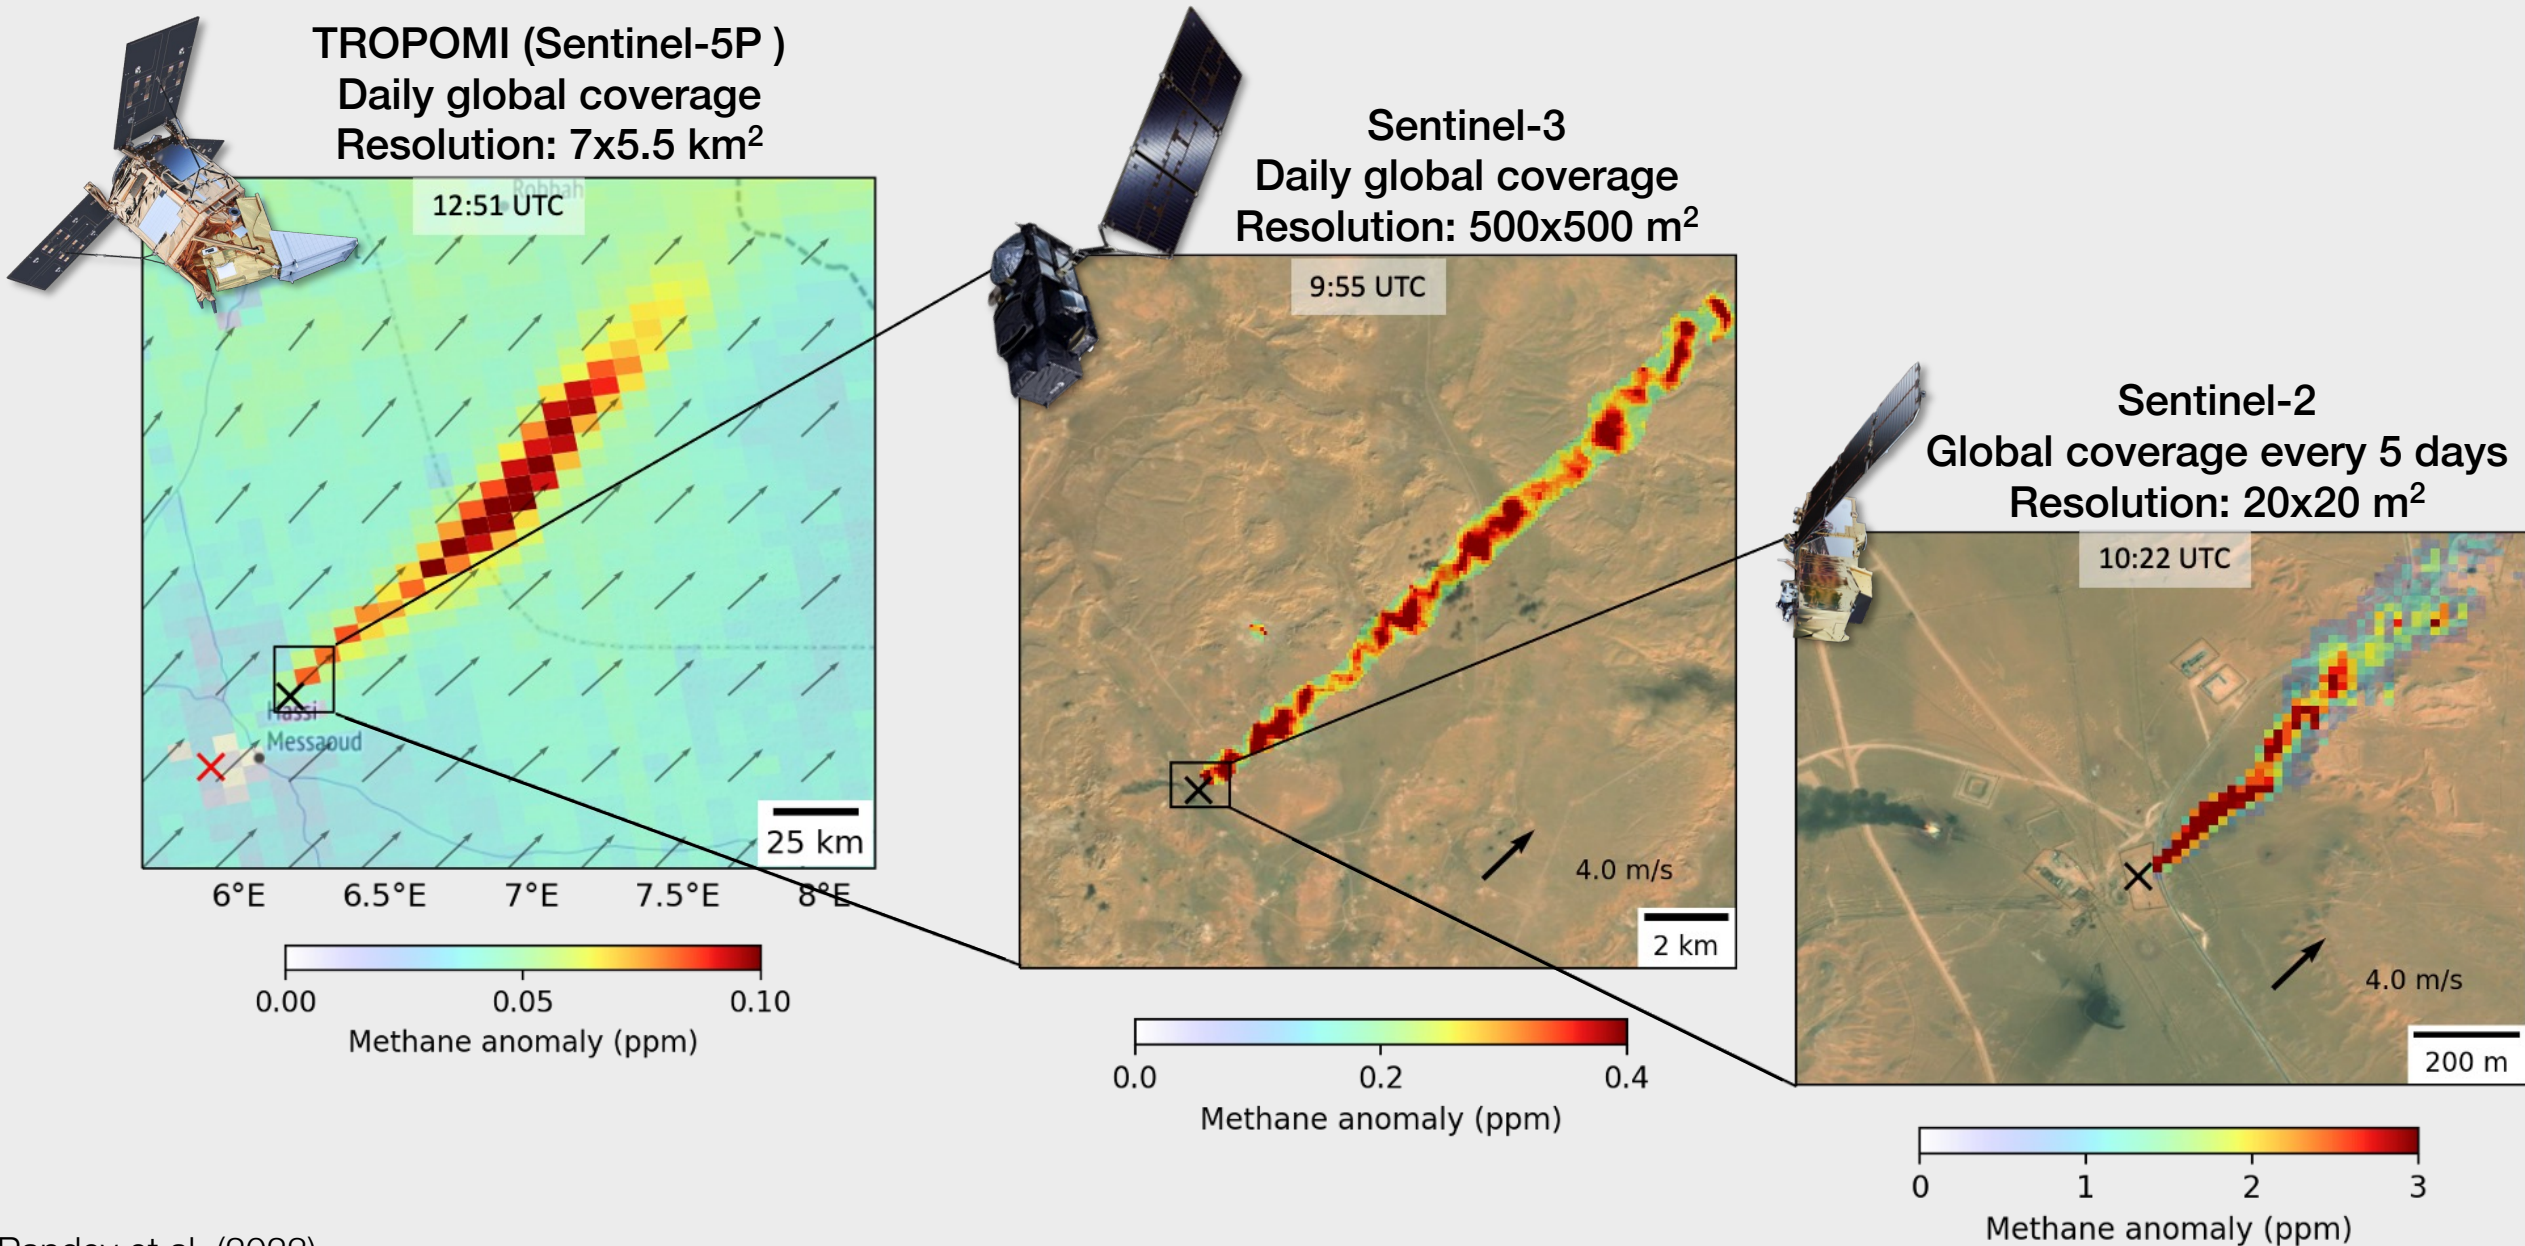 TROPOMI (Sentinel-5P )
Daily global coverage
Resolution: 7x5.5 km²
Robbah
12:51 UTC
Hassi
Messaoud
25 km
6°E 6.5°E 7°E 7.5°E 8°E
0.00 0.05 0.10
Methane anomaly (ppm)
Sentinel-3
Daily global coverage
Resolution: 500x500 m²
9:55 UTC
4.0 m/s
2 km
0.0 0.2 0.4
Methane anomaly (ppm)
Sentinel-2
Global coverage every 5 days
Resolution: 20x20 m²
10:22 UTC
4.0 m/s
200 m
0 1 2 3
Methane anomaly (ppm)
et al.